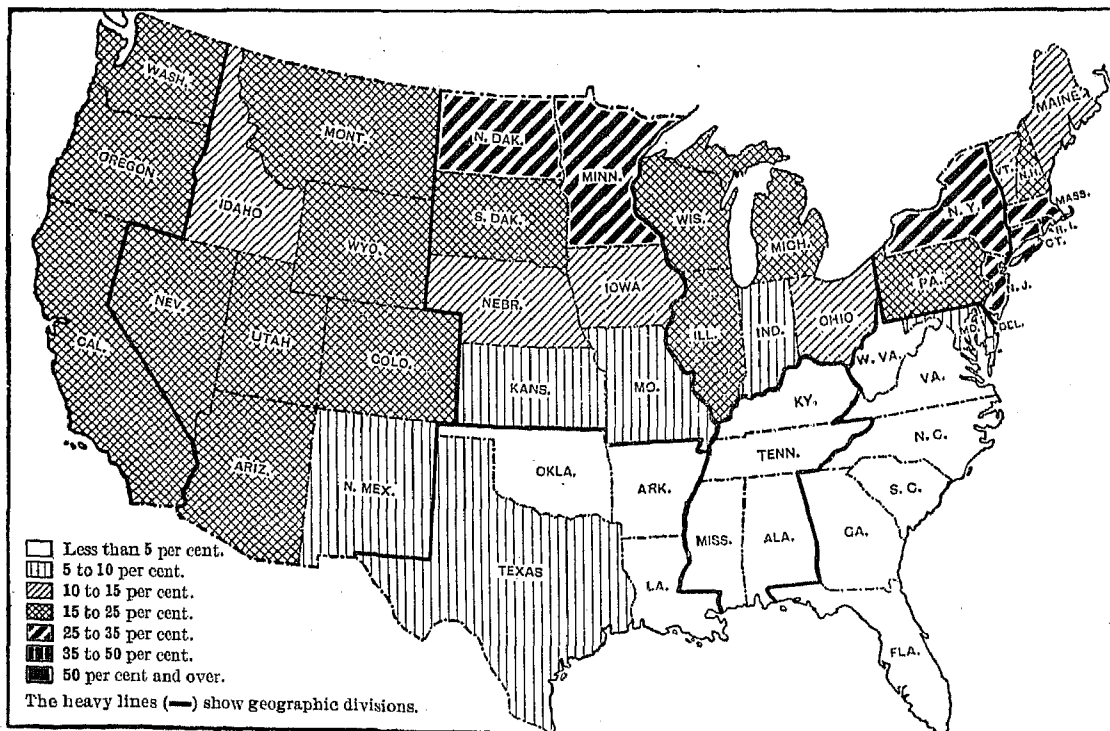 WASH.
OREGON
CAL.
NEV.
IDAHO
MONT.
WYO.
UTAH
COLO.
ARIZ.
N. MEX.
N. DAK.
S. DAK.
NEBR.
KANS.
OKLA.
TEXAS
MINN.
IOWA
MO.
ARK.
LA.
WIS.
ILL.
MICH.
IND.
OHIO
KY.
TENN.
MISS.
ALA.
GA.
FLA.
S. C.
N. C.
VA.
W. VA.
MD.
DEL.
PA.
N. J.
N. Y.
CT.
R. I.
MASS.
VT.
N.H.
MAINE
Less than 5 per cent.
5 to 10 per cent.
10 to 15 per cent.
15 to 25 per cent.
25 to 35 per cent.
35 to 50 per cent.
50 per cent and over.
The heavy lines (━) show geographic divisions.